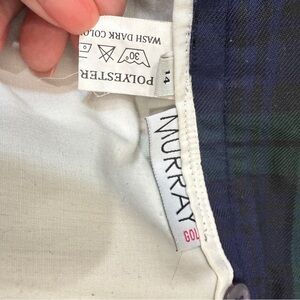 WASH DARK COLO
30°
POLYESTER
14
MURRAY
GOL